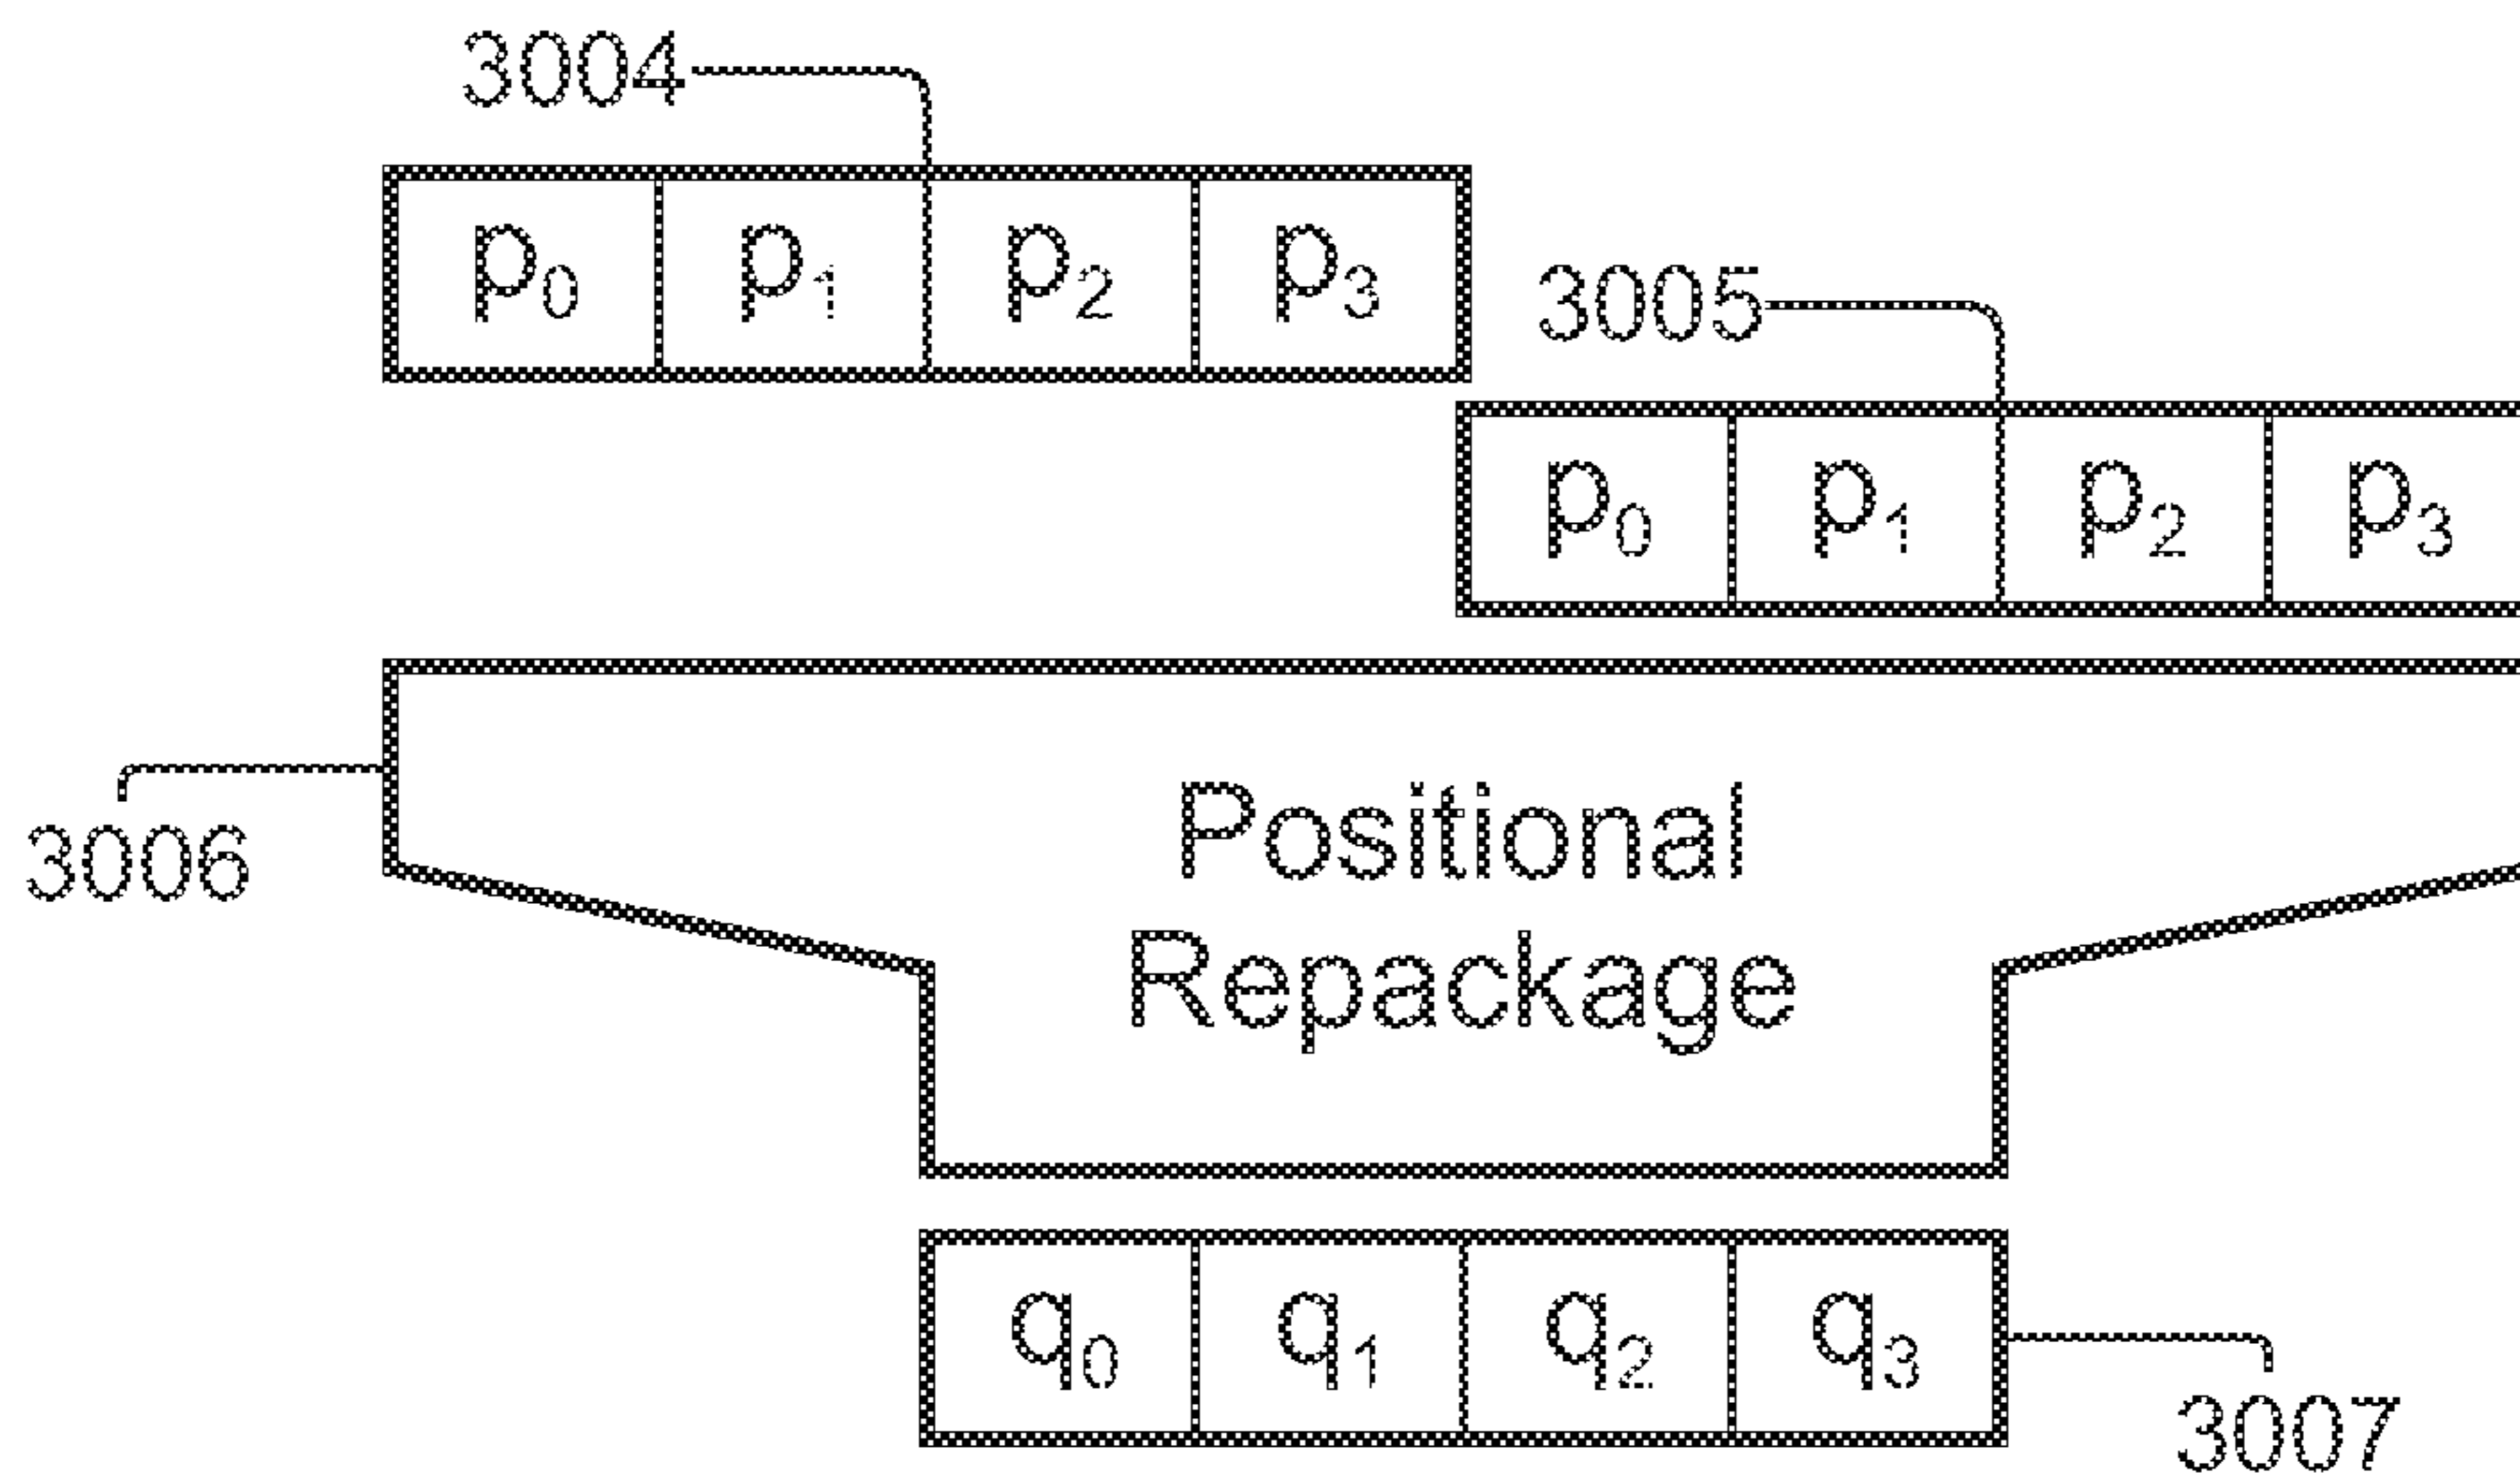 3004
p0 p1 p2 p3
3005
p0 p1 p2 p3
Positional
Repackage
3006
q0 q1 q2 q3
3007